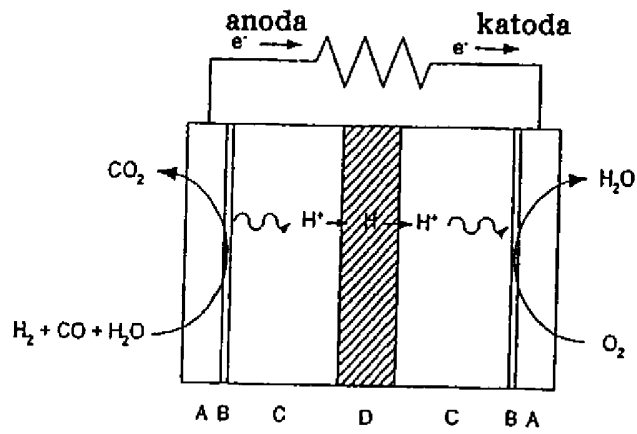 anoda
katoda
e⁻
e⁻
CO₂
H₂O
H⁺
H
H⁺
H₂ + CO + H₂O
O₂
A B C D C B A